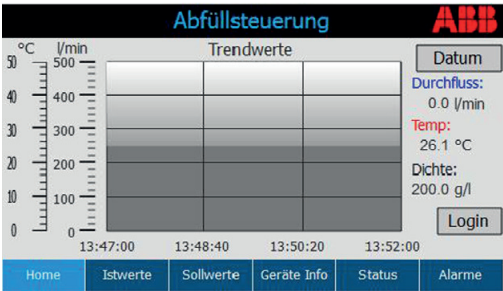 Abfüllsteuerung
ABB
°C l/min
Trendwerte
Datum
50 500
40 400
30 300
20 200
10 100
0 0
Durchfluss:
0.0 l/min
Temp:
26.1 °C
Dichte:
200.0 g/l
Login
13:47:00 13:48:40 13:50:20 13:52:00
Home Istwerte Sollwerte Geräte Info Status Alarme